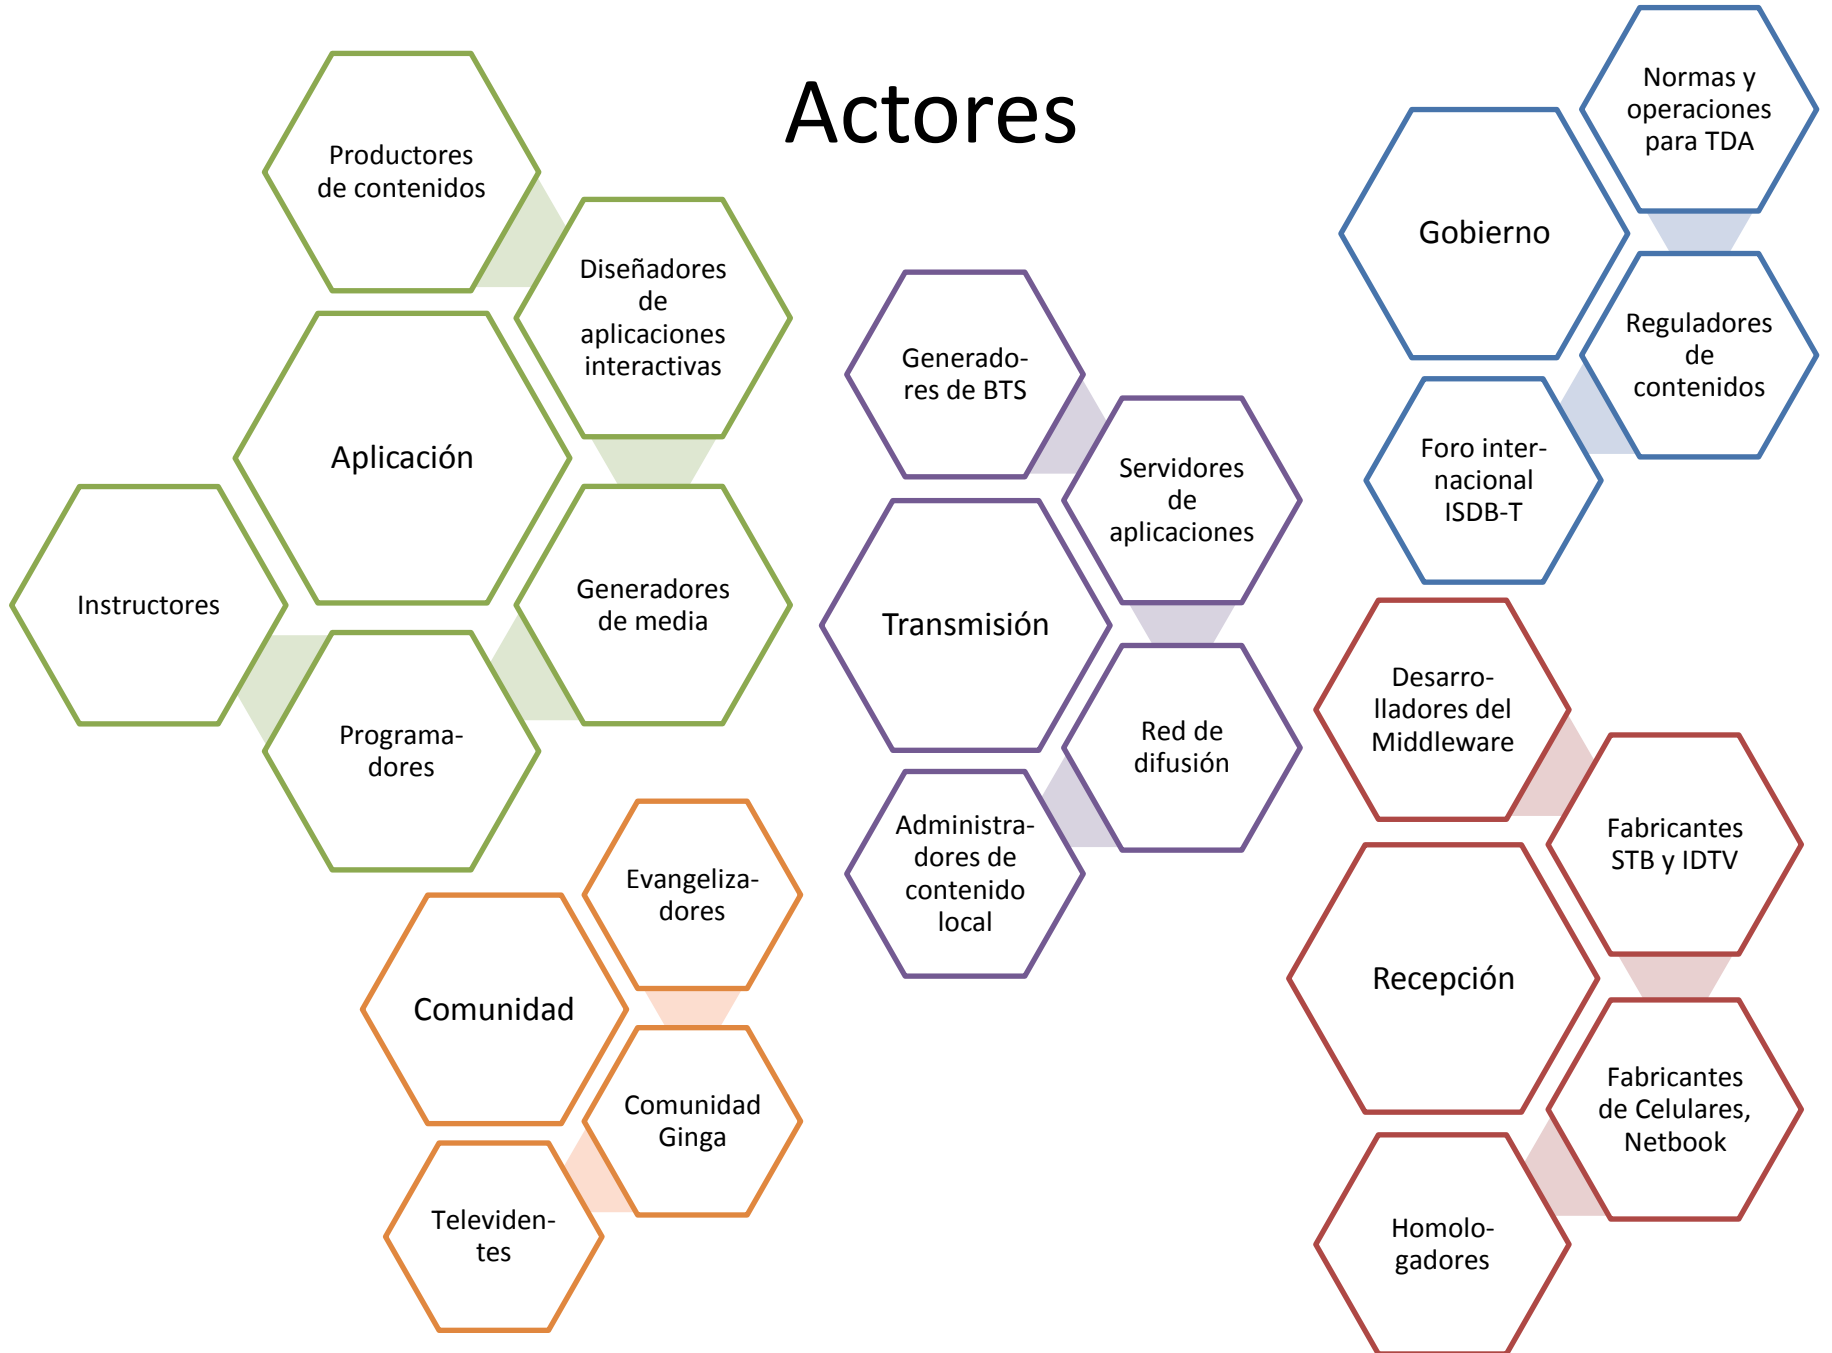 Actores
Productores
de contenidos
Diseñadores
de
aplicaciones
interactivas
Aplicación
Generadores
de media
Instructores
Programa-
dores
Generado-
res de BTS
Servidores
de
aplicaciones
Transmisión
Red de
difusión
Administra-
dores de
contenido
local
Normas y
operaciones
para TDA
Gobierno
Reguladores
de
contenidos
Foro inter-
nacional
ISDB-T
Desarro-
lladores del
Middleware
Fabricantes
STB y IDTV
Recepción
Fabricantes
de Celulares,
Netbook
Homolo-
gadores
Evangeliza-
dores
Comunidad
Comunidad
Ginga
Televiden-
tes